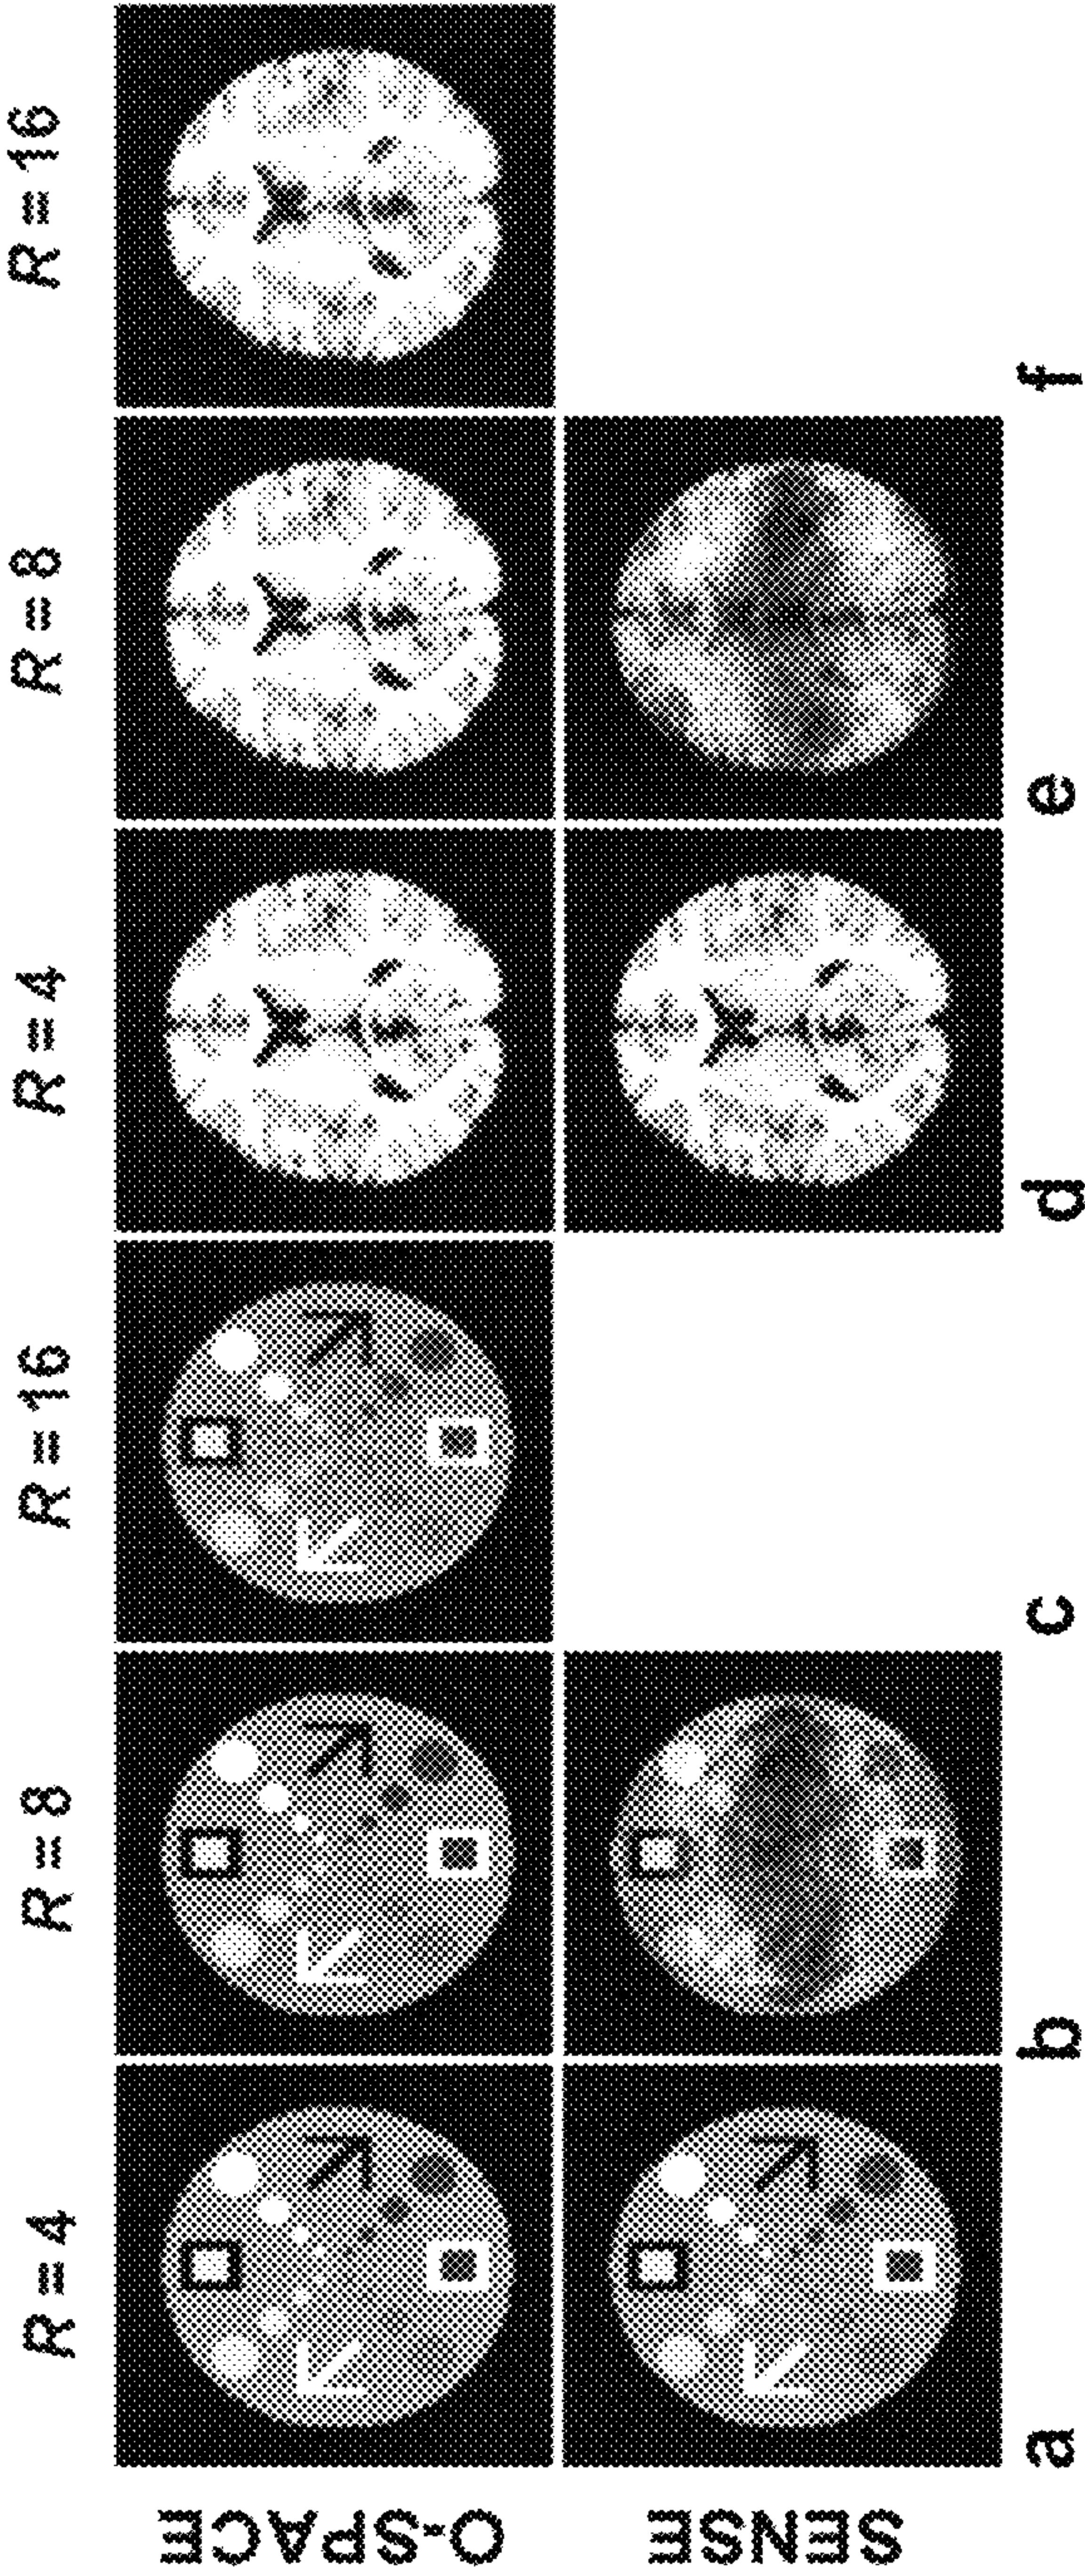 R = 4
R = 8
R = 16
R = 4
R = 8
R = 16
O-SPACE
SENSE
a
b
c
d
e
f